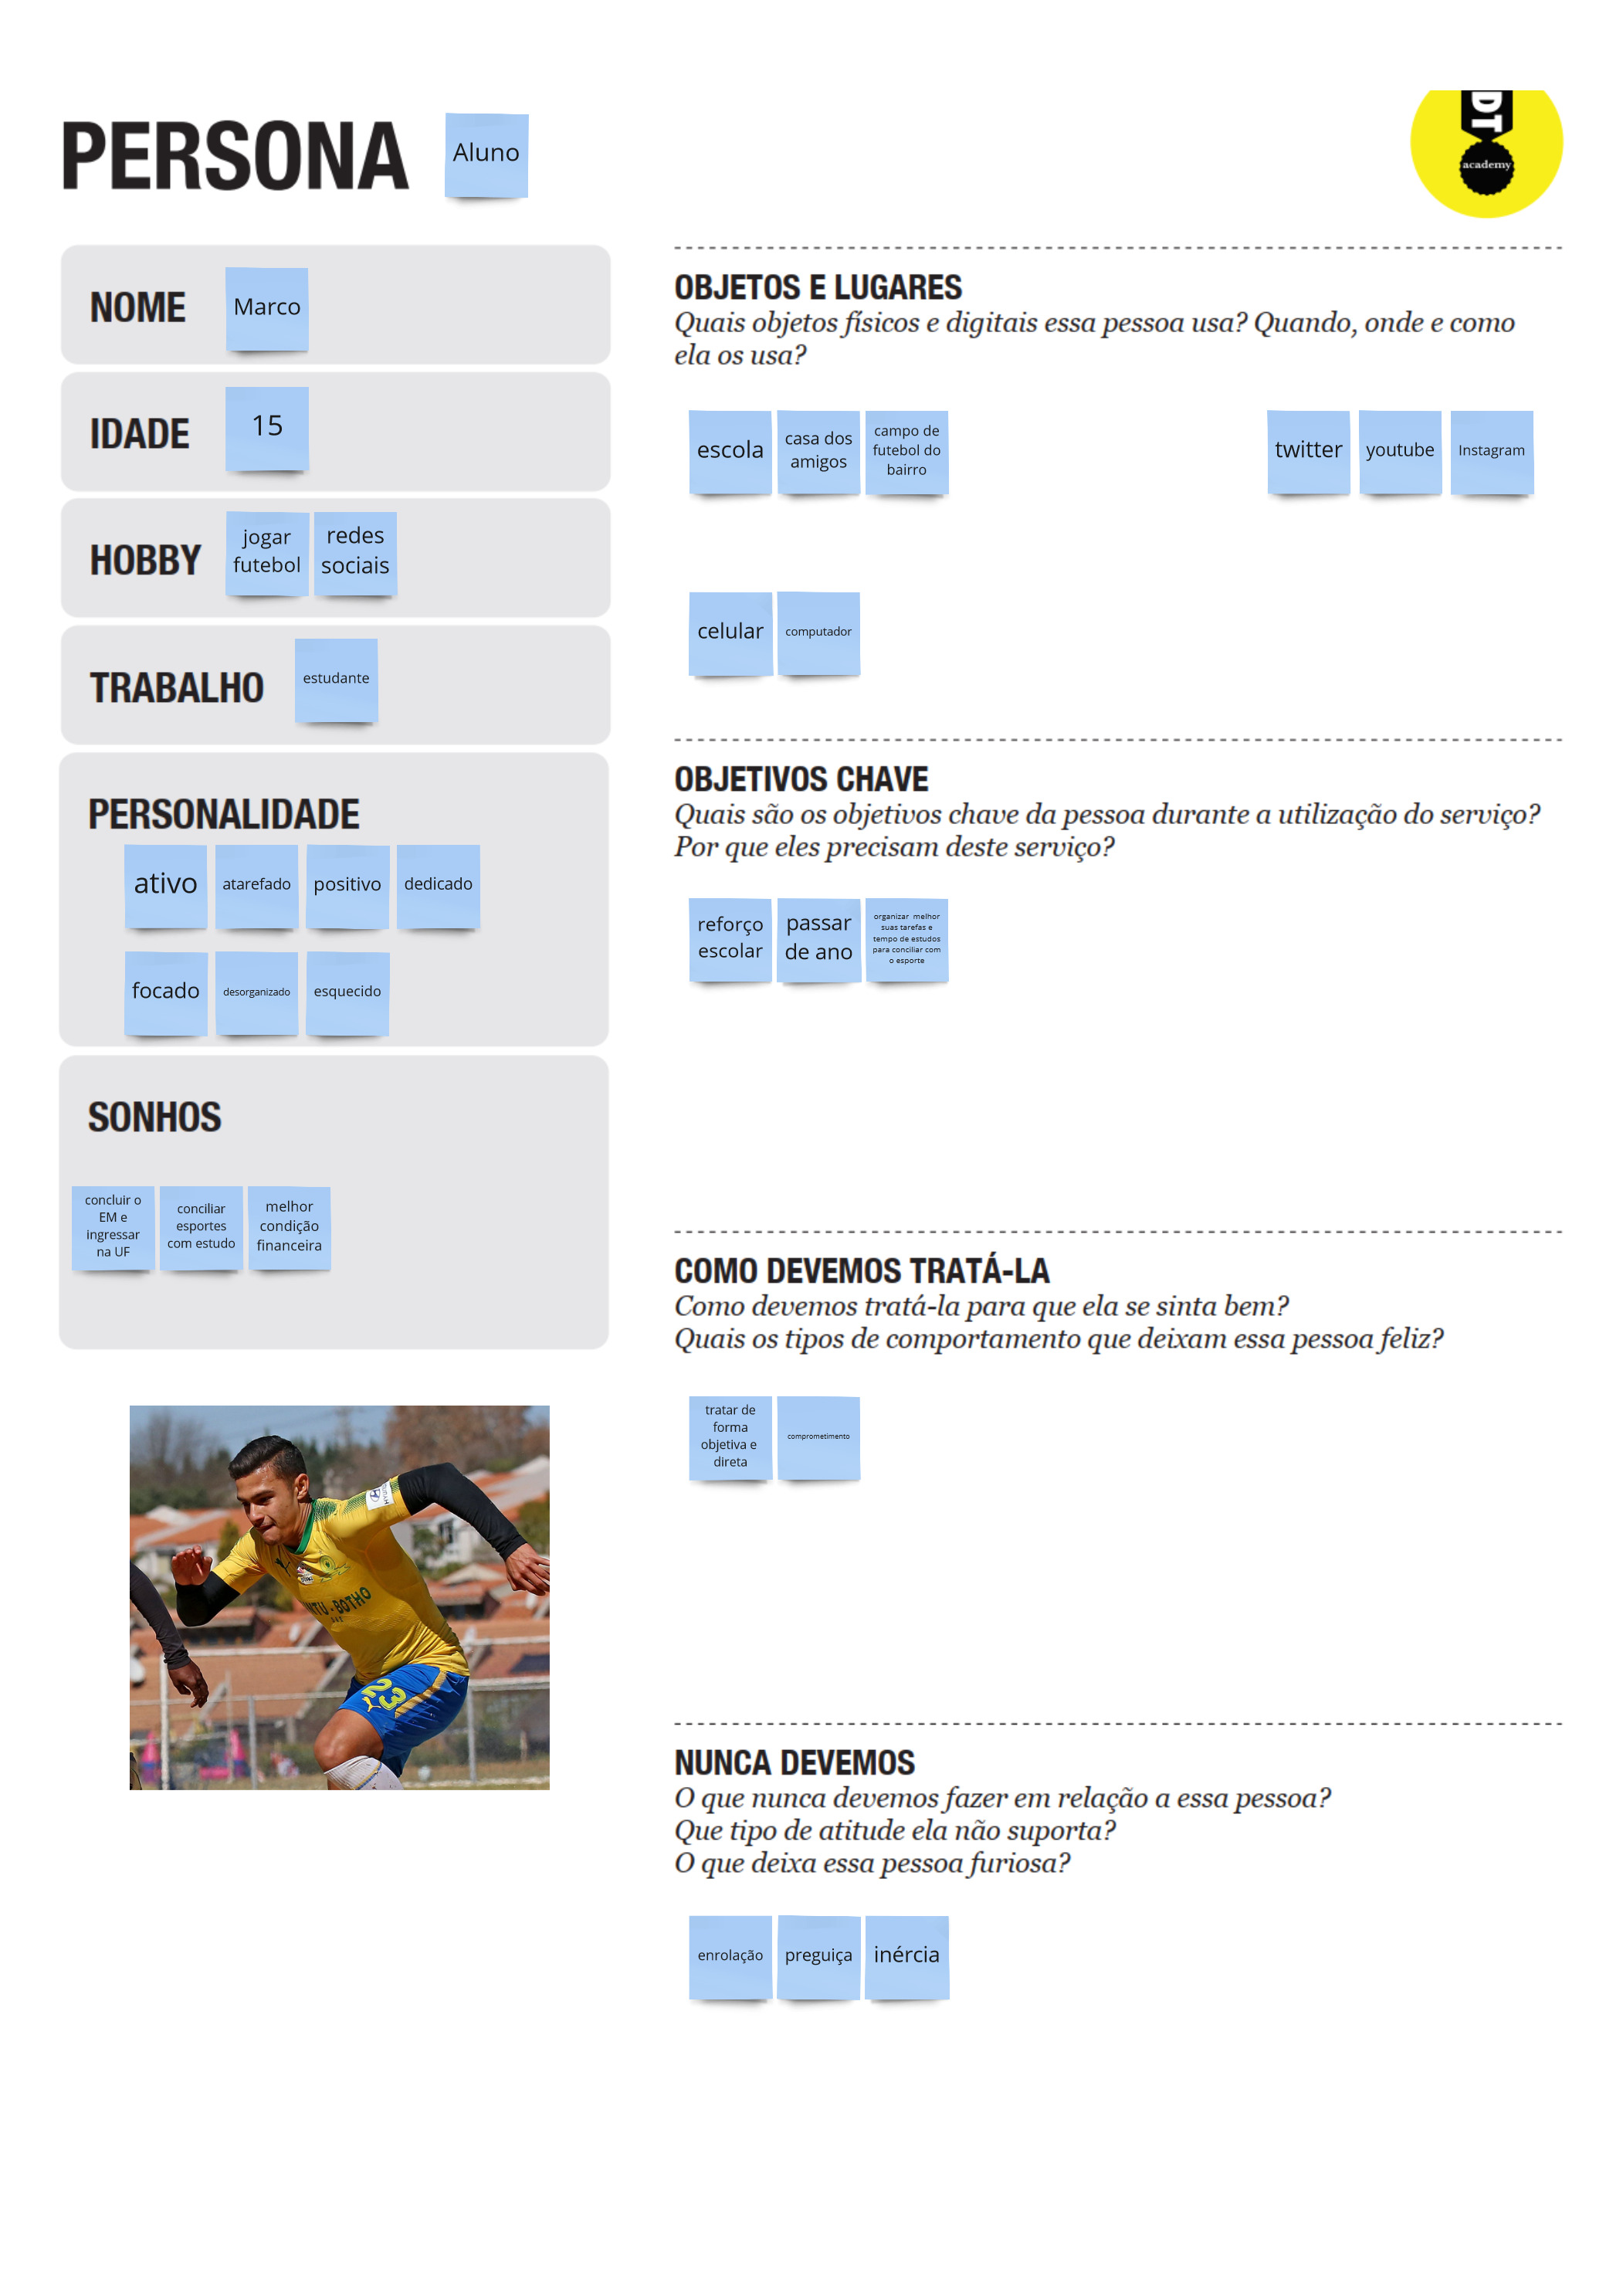 PERSONA
Aluno
DT
academy
NOME
Marco
IDADE
15
HOBBY
jogar
futebol
redes
sociais
TRABALHO
estudante
PERSONALIDADE
ativo
atarefado
positivo
dedicado
focado
desorganizado
esquecido
SONHOS
concluir o
EM e
ingressar
na UF
conciliar
esportes
com estudo
melhor
condição
financeira
HYUNDAI
NTU - BOTHO
23
OBJETOS E LUGARES
Quais objetos físicos e digitais essa pessoa usa? Quando, onde e como
ela os usa?
escola
casa dos
amigos
campo de
futebol do
bairro
twitter
youtube
Instagram
celular
computador
OBJETIVOS CHAVE
Quais são os objetivos chave da pessoa durante a utilização do serviço?
Por que eles precisam deste serviço?
reforço
escolar
passar
de ano
organizar melhor
suas tarefas e
tempo de estudos
para conciliar com
o esporte
COMO DEVEMOS TRATÁ-LA
Como devemos tratá-la para que ela se sinta bem?
Quais os tipos de comportamento que deixam essa pessoa feliz?
tratar de
forma
objetiva e
direta
comprometimento
NUNCA DEVEMOS
O que nunca devemos fazer em relação a essa pessoa?
Que tipo de atitude ela não suporta?
O que deixa essa pessoa furiosa?
enrolação
preguiça
inércia